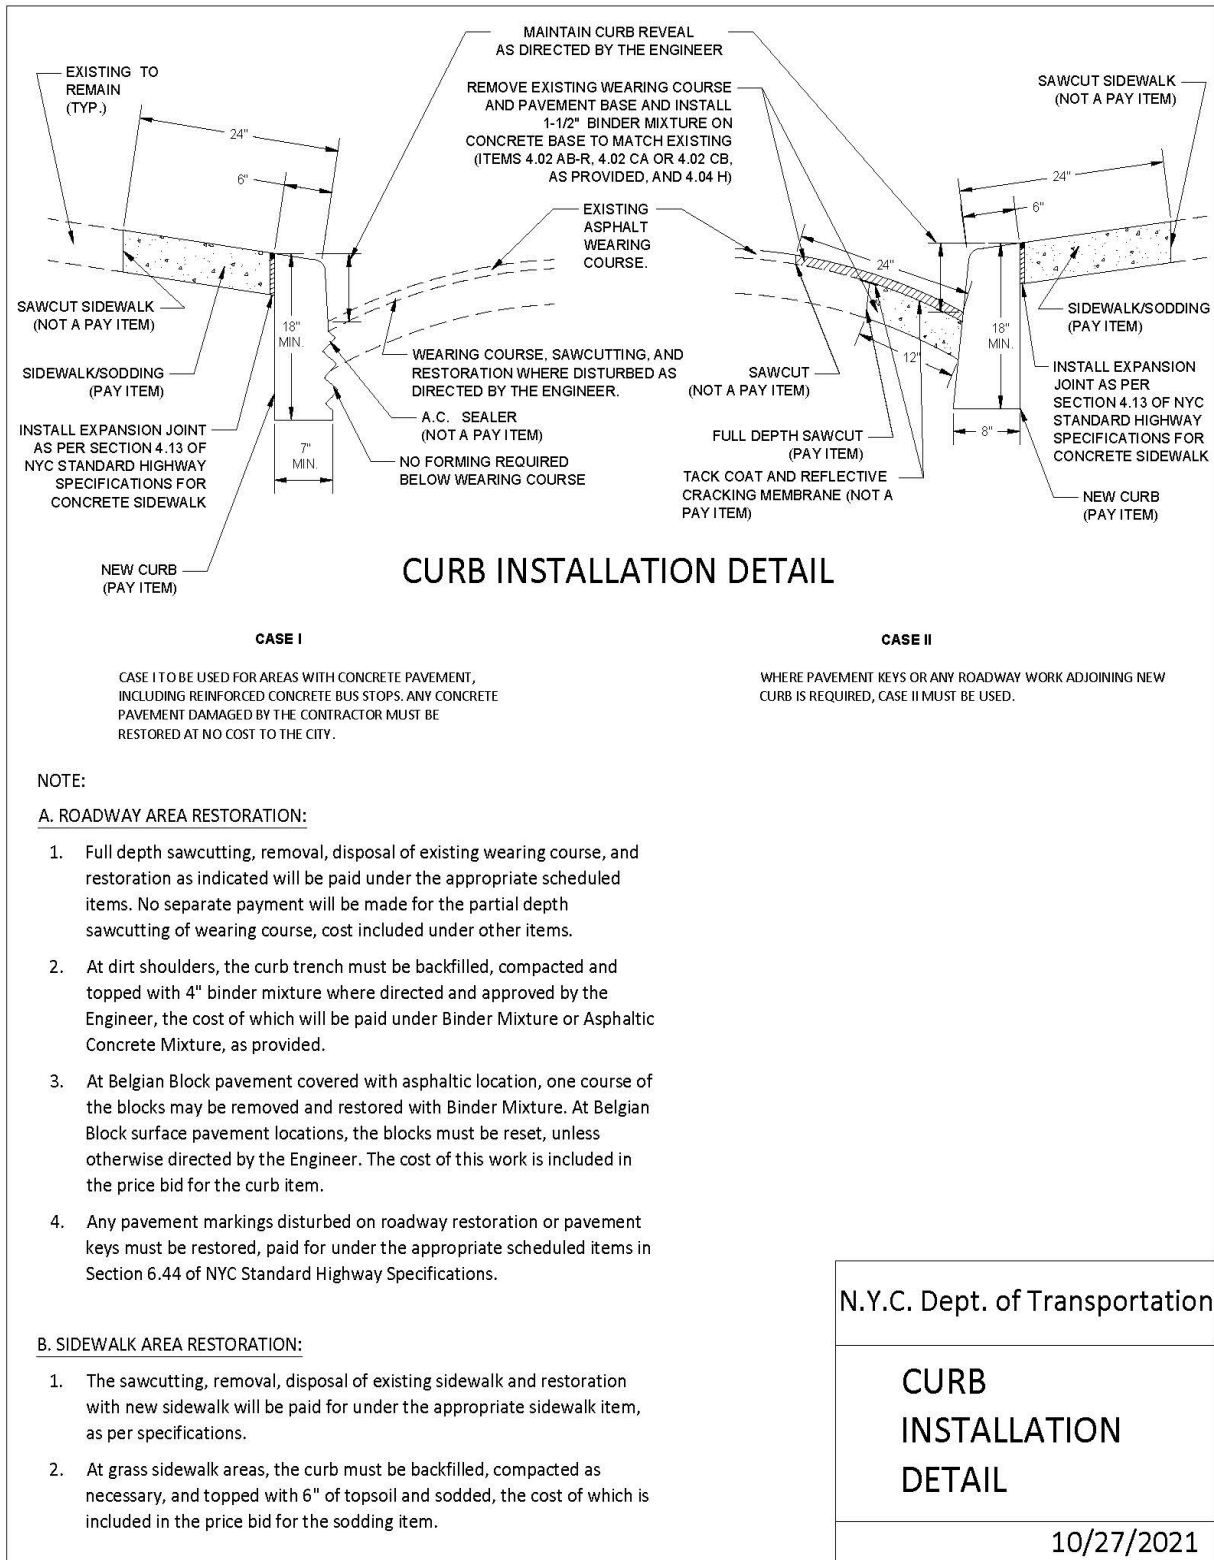 MAINTAIN CURB REVEAL
AS DIRECTED BY THE ENGINEER
EXISTING TO
REMAIN
(TYP.)
24"
6"
REMOVE EXISTING WEARING COURSE
AND PAVEMENT BASE AND INSTALL
1-1/2" BINDER MIXTURE ON
CONCRETE BASE TO MATCH EXISTING
(ITEMS 4.02 AB-R, 4.02 CA OR 4.02 CB,
AS PROVIDED, AND 4.04 H)
SAWCUT SIDEWALK
(NOT A PAY ITEM)
24"
6"
EXISTING
ASPHALT
WEARING
COURSE.
24"
SAWCUT SIDEWALK
(NOT A PAY ITEM)
18"
MIN.
SIDEWALK/SODDING
(PAY ITEM)
WEARING COURSE, SAWCUTTING, AND
RESTORATION WHERE DISTURBED AS
DIRECTED BY THE ENGINEER.
A.C. SEALER
(NOT A PAY ITEM)
INSTALL EXPANSION JOINT
AS PER SECTION 4.13 OF
NYC STANDARD HIGHWAY
SPECIFICATIONS FOR
CONCRETE SIDEWALK
7"
MIN.
NO FORMING REQUIRED
BELOW WEARING COURSE
NEW CURB
(PAY ITEM)
12"
SAWCUT
(NOT A PAY ITEM)
FULL DEPTH SAWCUT
(PAY ITEM)
TACK COAT AND REFLECTIVE
CRACKING MEMBRANE (NOT A
PAY ITEM)
18"
MIN.
8"
SIDEWALK/SODDING
(PAY ITEM)
INSTALL EXPANSION
JOINT AS PER
SECTION 4.13 OF NYC
STANDARD HIGHWAY
SPECIFICATIONS FOR
CONCRETE SIDEWALK
NEW CURB
(PAY ITEM)
CURB INSTALLATION DETAIL
CASE I
CASE I TO BE USED FOR AREAS WITH CONCRETE PAVEMENT,
INCLUDING REINFORCED CONCRETE BUS STOPS. ANY CONCRETE
PAVEMENT DAMAGED BY THE CONTRACTOR MUST BE
RESTORED AT NO COST TO THE CITY.
CASE II
WHERE PAVEMENT KEYS OR ANY ROADWAY WORK ADJOINING NEW
CURB IS REQUIRED, CASE II MUST BE USED.
NOTE:
A. ROADWAY AREA RESTORATION:
1. Full depth sawcutting, removal, disposal of existing wearing course, and
restoration as indicated will be paid under the appropriate scheduled
items. No separate payment will be made for the partial depth
sawcutting of wearing course, cost included under other items.
2. At dirt shoulders, the curb trench must be backfilled, compacted and
topped with 4" binder mixture where directed and approved by the
Engineer, the cost of which will be paid under Binder Mixture or Asphaltic
Concrete Mixture, as provided.
3. At Belgian Block pavement covered with asphaltic location, one course of
the blocks may be removed and restored with Binder Mixture. At Belgian
Block surface pavement locations, the blocks must be reset, unless
otherwise directed by the Engineer. The cost of this work is included in
the price bid for the curb item.
4. Any pavement markings disturbed on roadway restoration or pavement
keys must be restored, paid for under the appropriate scheduled items in
Section 6.44 of NYC Standard Highway Specifications.
B. SIDEWALK AREA RESTORATION:
1. The sawcutting, removal, disposal of existing sidewalk and restoration
with new sidewalk will be paid for under the appropriate sidewalk item,
as per specifications.
2. At grass sidewalk areas, the curb must be backfilled, compacted as
necessary, and topped with 6" of topsoil and sodded, the cost of which is
included in the price bid for the sodding item.
N.Y.C. Dept. of Transportation
CURB
INSTALLATION
DETAIL
10/27/2021